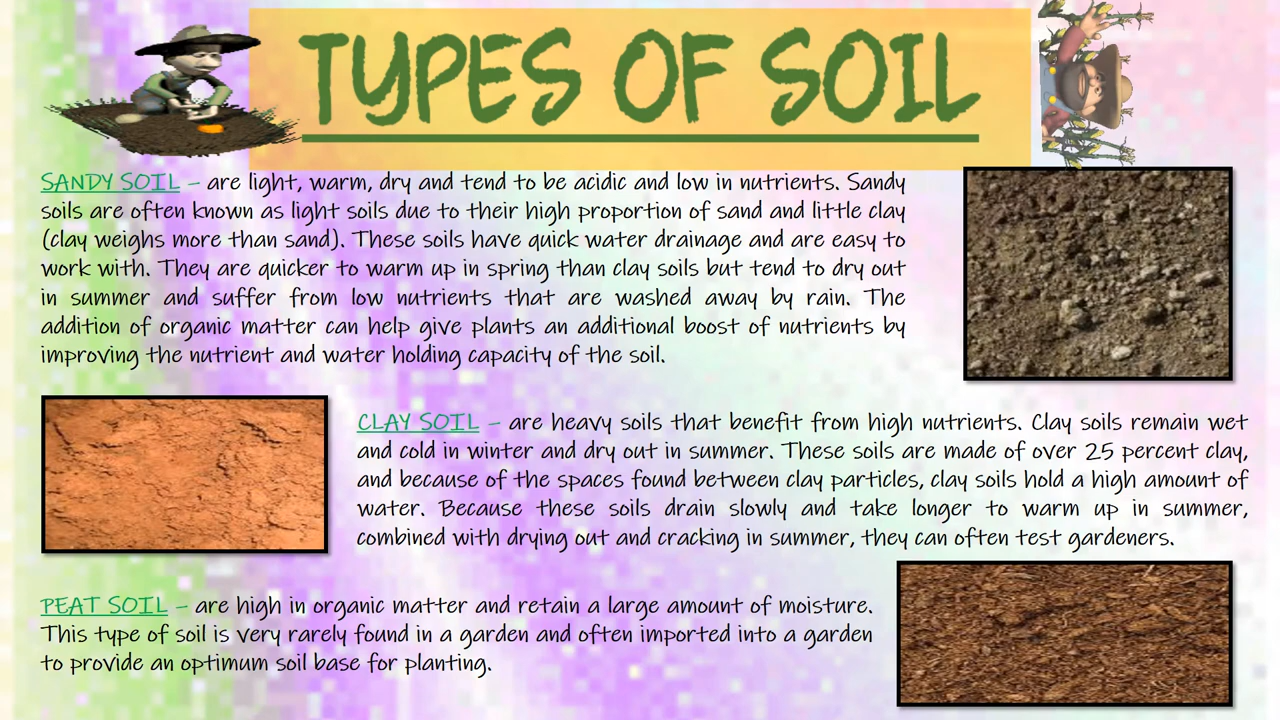 TYPES OF SOIL
SANDY SOIL – are light, warm, dry and tend to be acidic and low in nutrients. Sandy
soils are often known as light soils due to their high proportion of sand and little clay
(clay weighs more than sand). These soils have quick water drainage and are easy to
work with. They are quicker to warm up in spring than clay soils but tend to dry out
in summer and suffer from low nutrients that are washed away by rain. The
addition of organic matter can help give plants an additional boost of nutrients by
improving the nutrient and water holding capacity of the soil.
CLAY SOIL – are heavy soils that benefit from high nutrients. Clay soils remain wet
and cold in winter and dry out in summer. These soils are made of over 25 percent clay,
and because of the spaces found between clay particles, clay soils hold a high amount of
water. Because these soils drain slowly and take longer to warm up in summer,
combined with drying out and cracking in summer, they can often test gardeners.
PEAT SOIL – are high in organic matter and retain a large amount of moisture.
This type of soil is very rarely found in a garden and often imported into a garden
to provide an optimum soil base for planting.